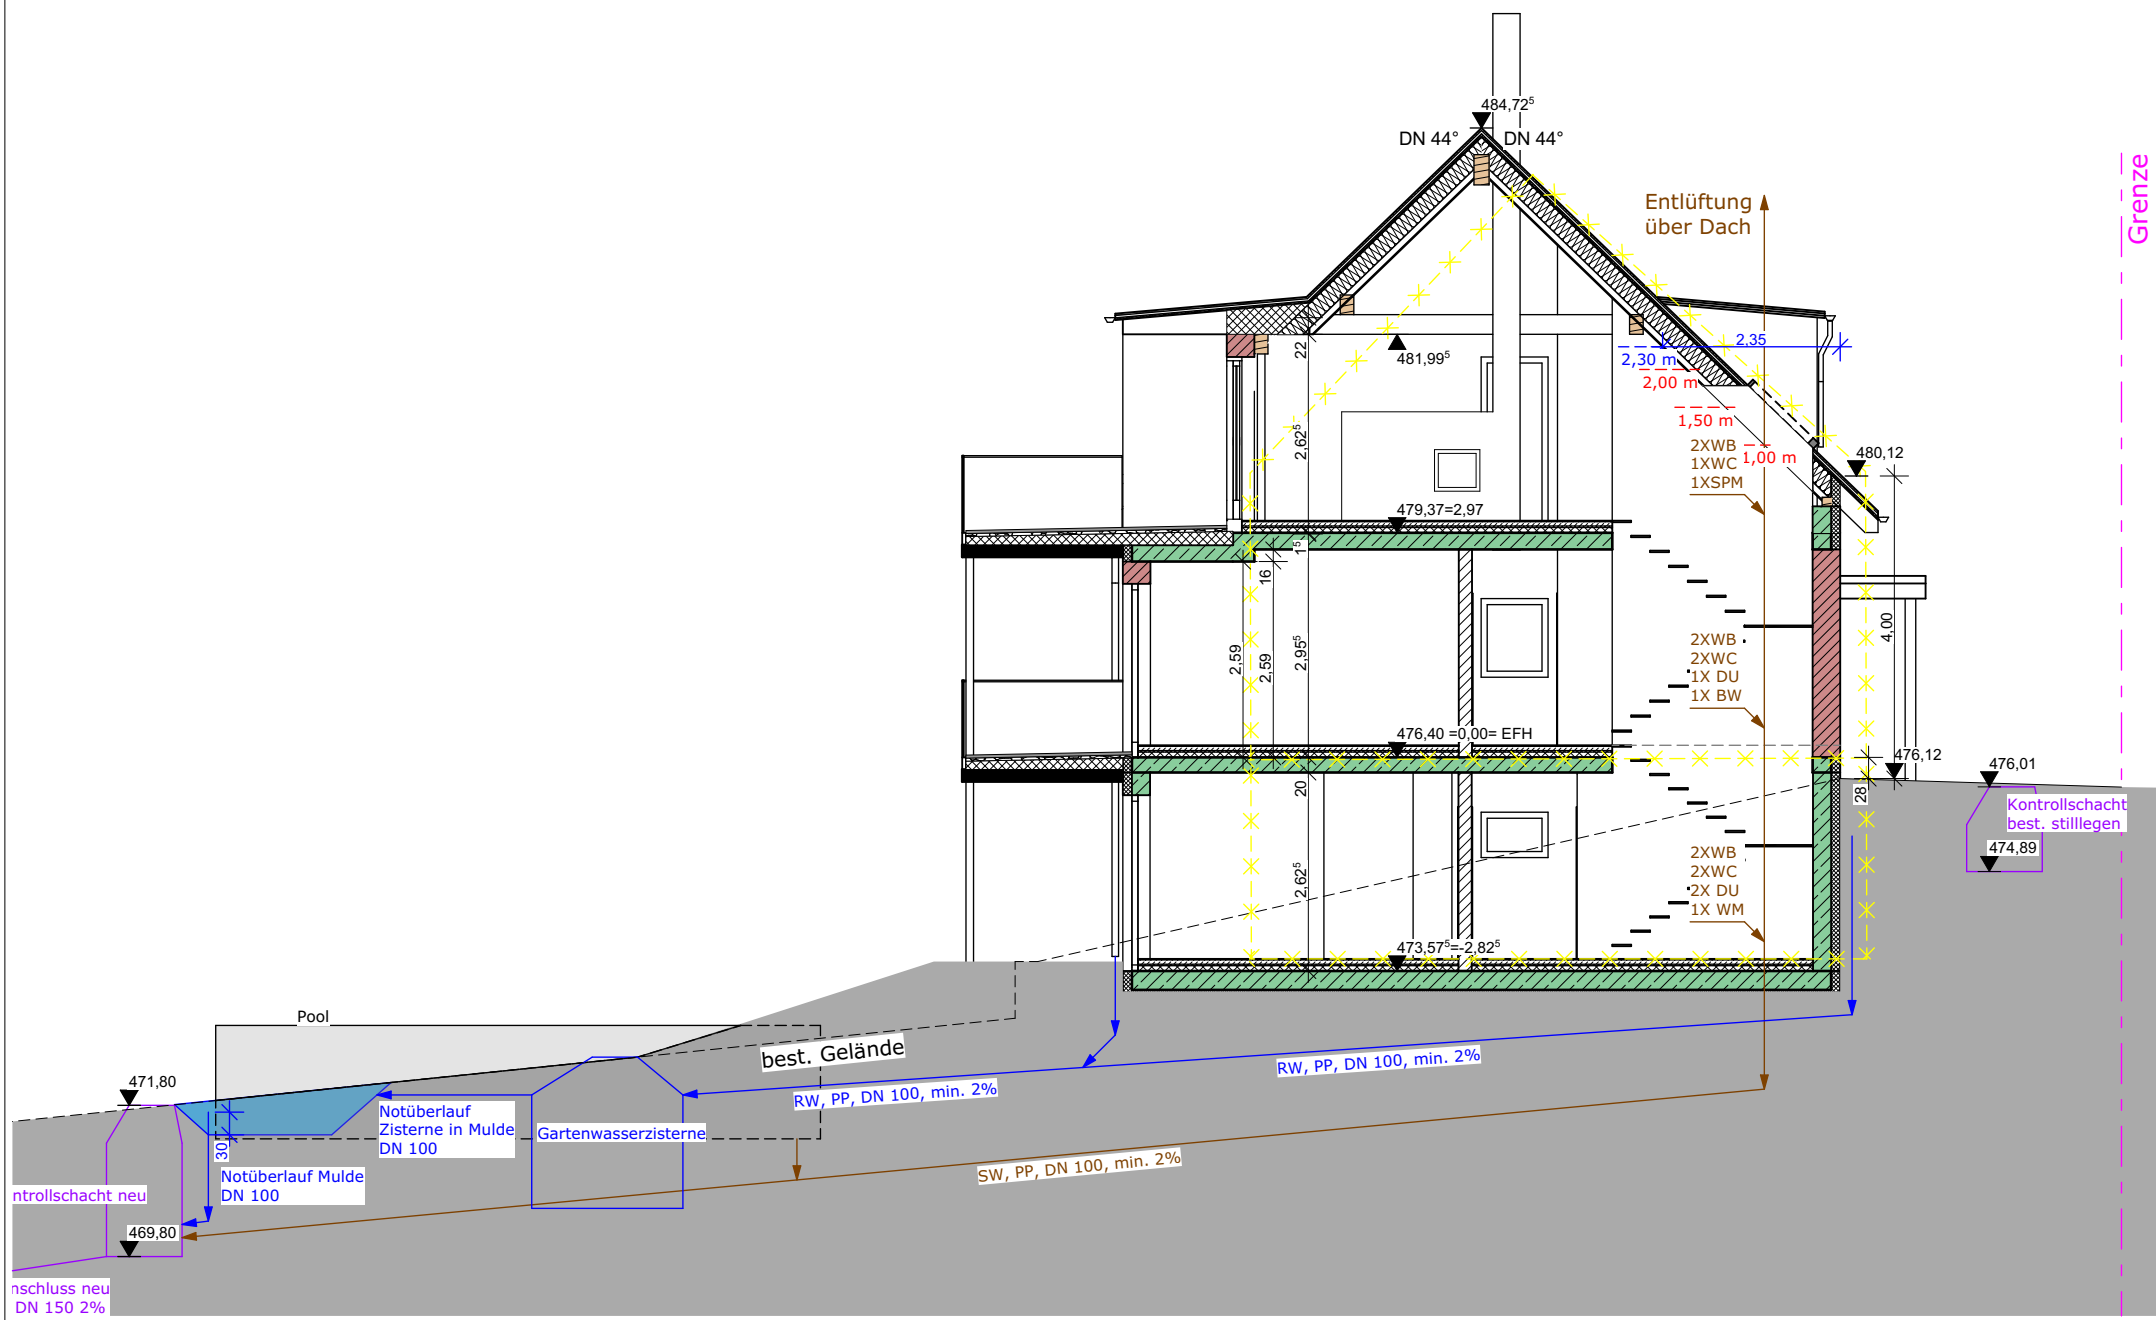 484,72⁵
DN 44°
DN 44°
Grenze
Entlüftung
über Dach
2,35
2,30 m
2,00 m
1,50 m
1,00 m
22
481,99⁵
2,62⁵
2XWB
1XWC
1XSPM
480,12
479,37=2,97
1⁵
16
2,59
2,59
2,95⁵
4,00
2XWB
2XWC
1X DU
1X BW
476,40 =0,00= EFH
476,12
476,01
20
28
Kontrollschacht
best. stilllegen
474,89
2,62⁵
2XWB
2XWC
2X DU
1X WM
473,57⁵=-2,82⁵
Pool
best. Gelände
RW, PP, DN 100, min. 2%
RW, PP, DN 100, min. 2%
471,80
Notüberlauf
Zisterne in Mulde
DN 100
Gartenwasserzisterne
30
Notüberlauf Mulde
DN 100
SW, PP, DN 100, min. 2%
ntrollschacht neu
469,80
nschluss neu
DN 150 2%